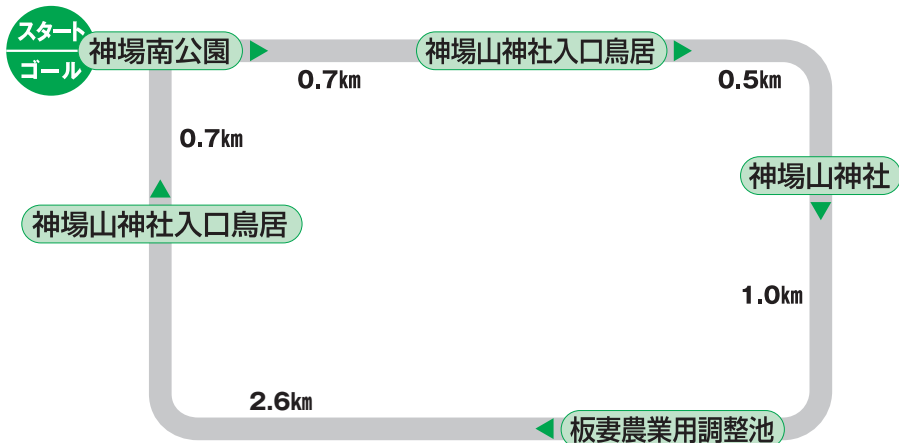 スタート
ゴール
神場南公園
0.7km
神場山神社入口鳥居
0.5km
神場山神社
1.0km
板妻農業用調整池
2.6km
神場山神社入口鳥居
0.7km